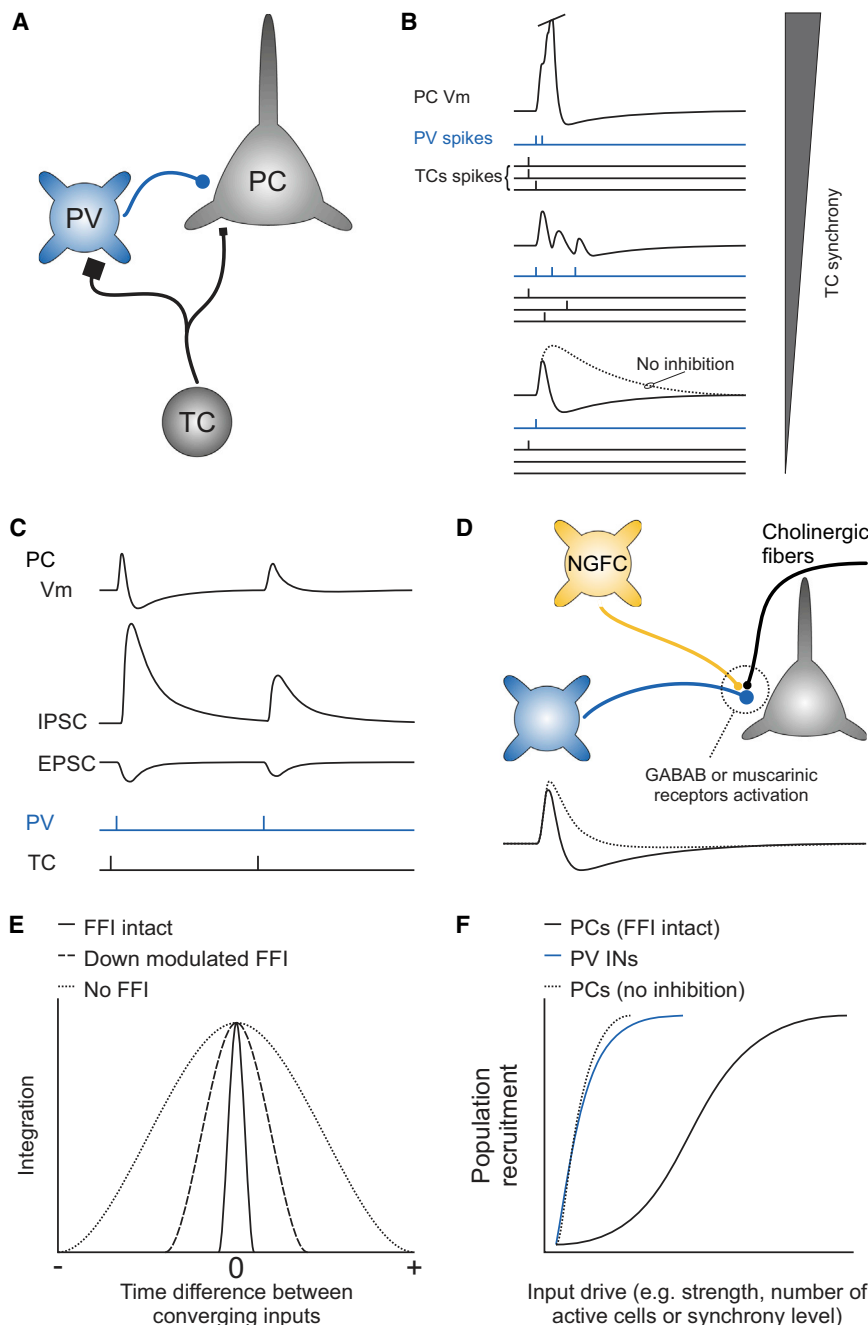 A
PV
PC
TC
B
PC Vm
PV spikes
TCs spikes
No inhibition
TC synchrony
C
PC
Vm
IPSC
EPSC
PV
TC
D
NGFC
Cholinergic
fibers
GABAB or muscarinic
receptors activation
E
FFI intact
Down modulated FFI
No FFI
Integration
- 0 +
Time difference between
converging inputs
F
PCs (FFI intact)
PV INs
PCs (no inhibition)
Population
recruitment
Input drive (e.g. strength, number of
active cells or synchrony level)